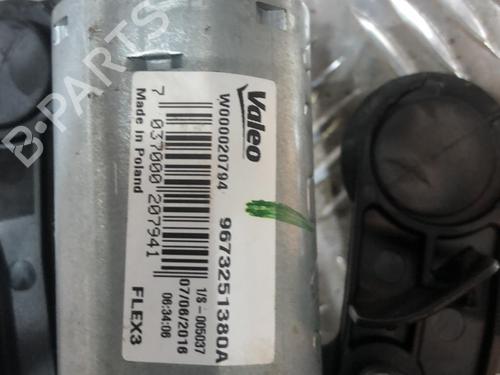 Valeo
W000020794
9673251380A
7 037000 207941
Made in Poland
1/S - 005037
07/06/2016
06:34:06
FLEX3
B-PARTS